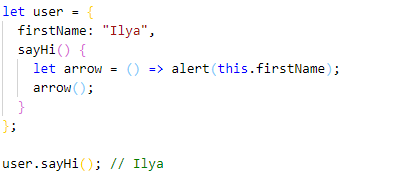 let user = {
  firstName: "Ilya",
  sayHi() {
    let arrow = () => alert(this.firstName);
    arrow();
  }
};

user.sayHi(); // Ilya